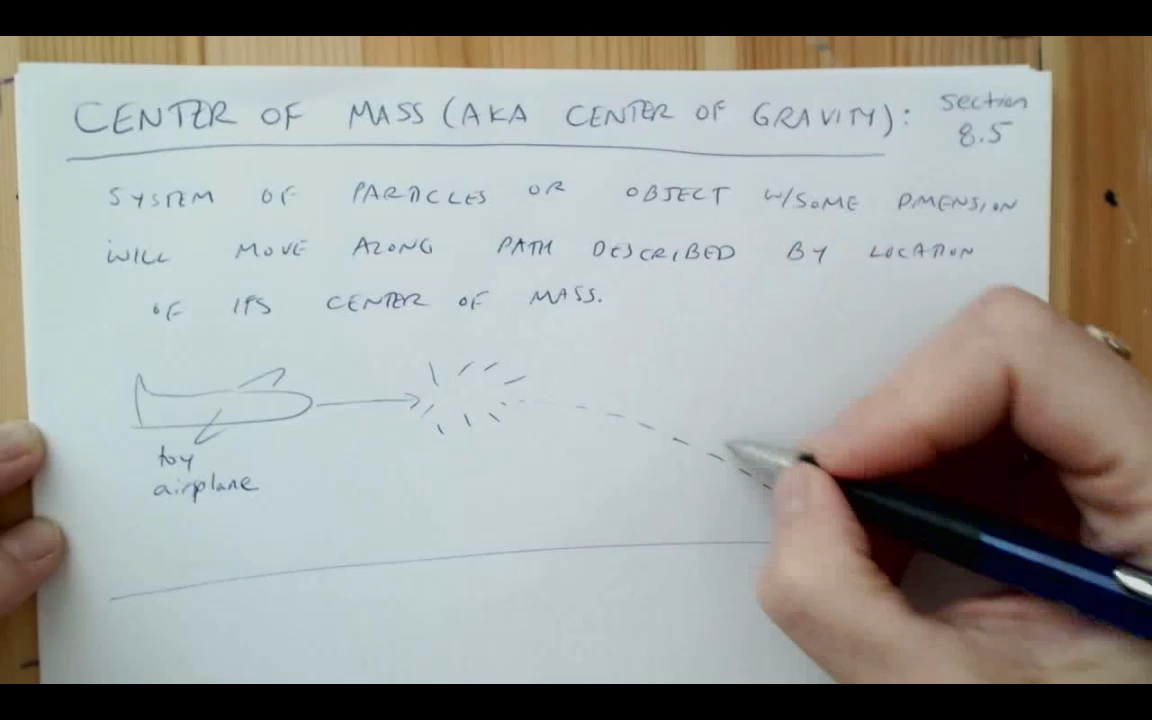 CENTER OF MASS (AKA CENTER OF GRAVITY):
Section
8.5
SYSTEM OF PARTICLES OR OBJECT W/SOME DIMENSION
WILL MOVE ALONG PATH DESCRIBED BY LOCATION
OF ITS CENTER OF MASS.
toy
airplane